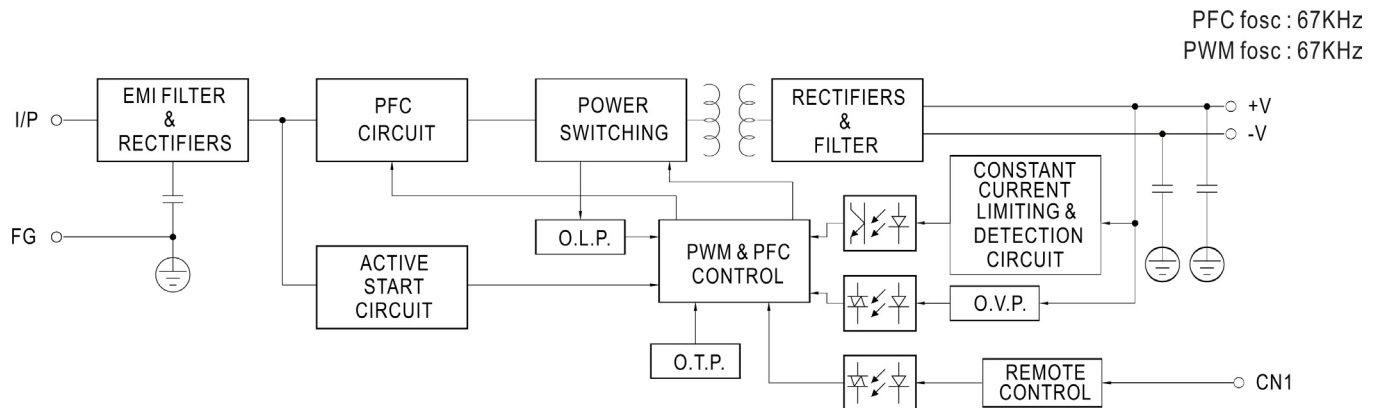 PFC fosc : 67KHz
PWM fosc : 67KHz
I/P
EMI FILTER
&
RECTIFIERS
PFC
CIRCUIT
POWER
SWITCHING
RECTIFIERS
&
FILTER
+V
-V
FG
O.L.P.
PWM & PFC
CONTROL
CONSTANT
CURRENT
LIMITING &
DETECTION
CIRCUIT
ACTIVE
START
CIRCUIT
O.V.P.
O.T.P.
REMOTE
CONTROL
CN1